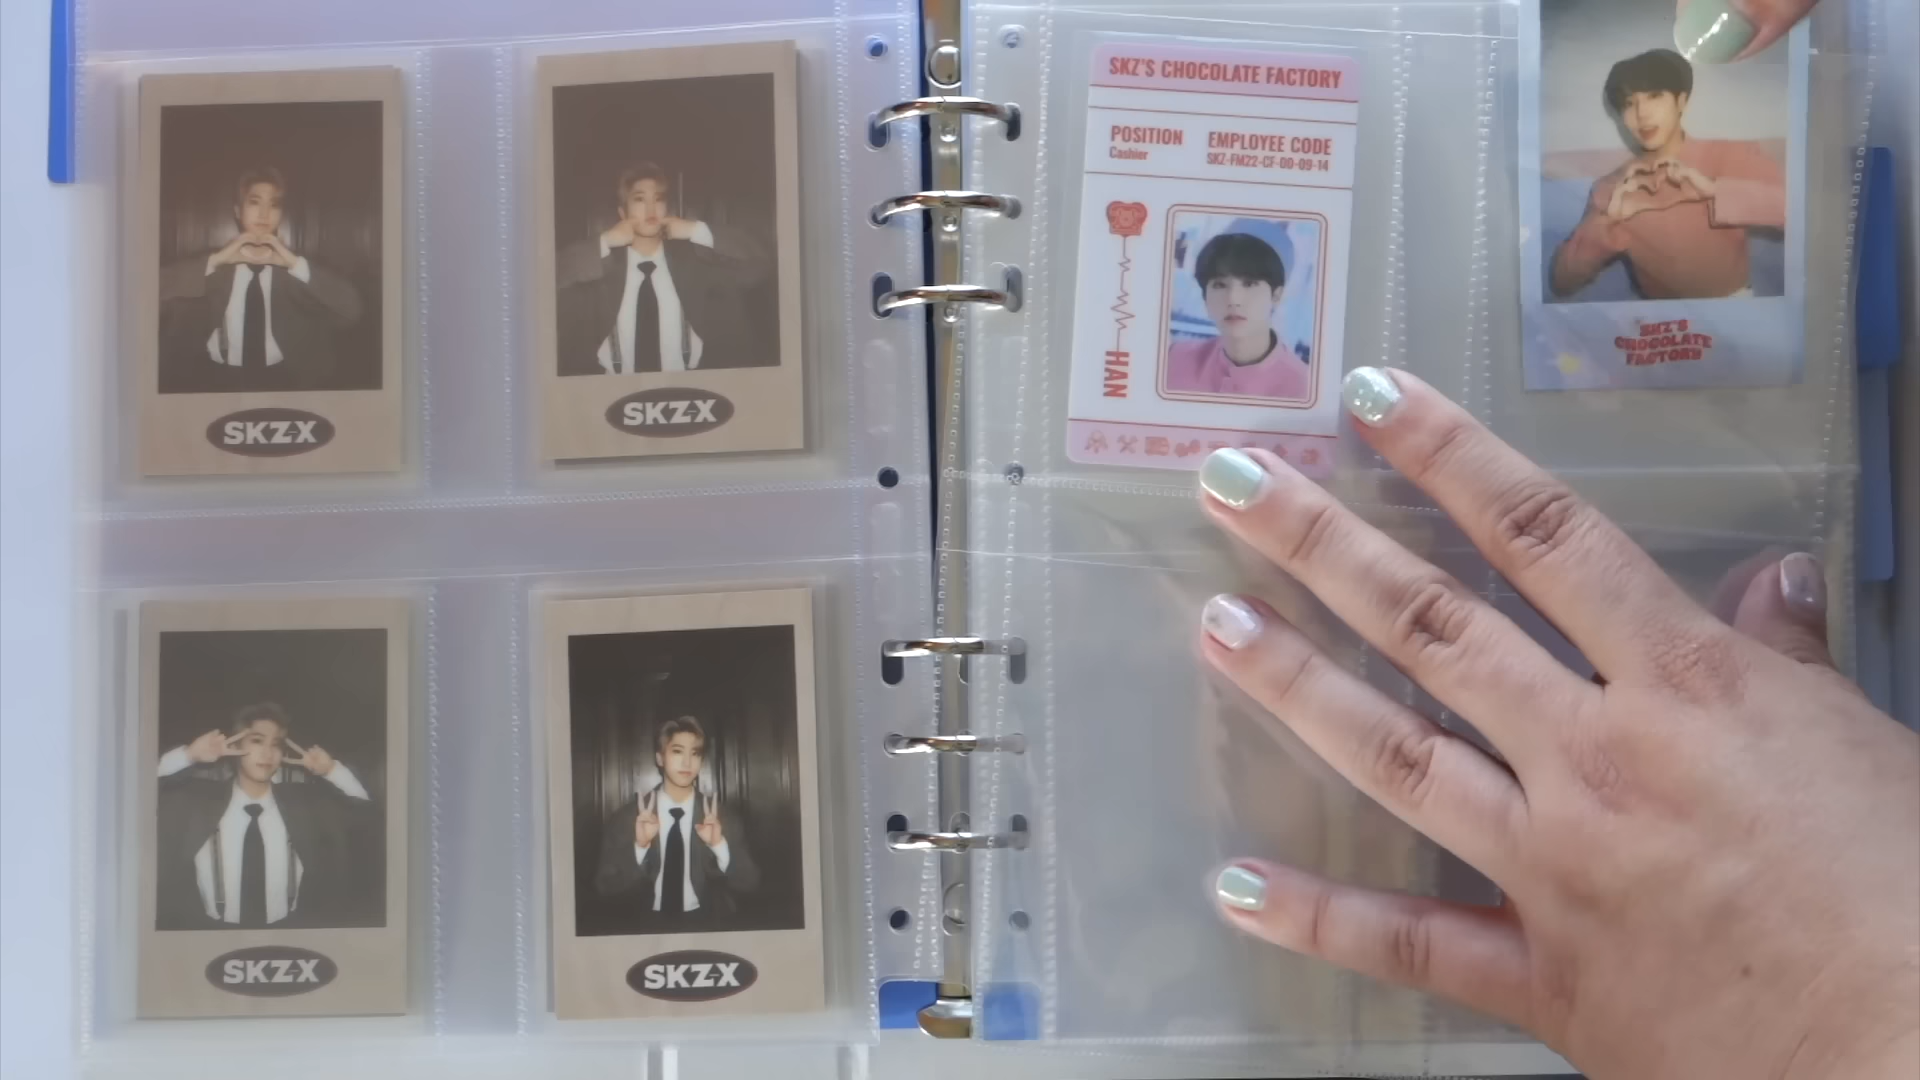 SKZ-X
SKZ-X
SKZ-X
SKZ-X
SKZ'S CHOCOLATE FACTORY
POSITION
Cashier
EMPLOYEE CODE
SKZ-FM22-CF-00-09-14
HAN
SKZ'S
CHOCOLATE
FACTORY